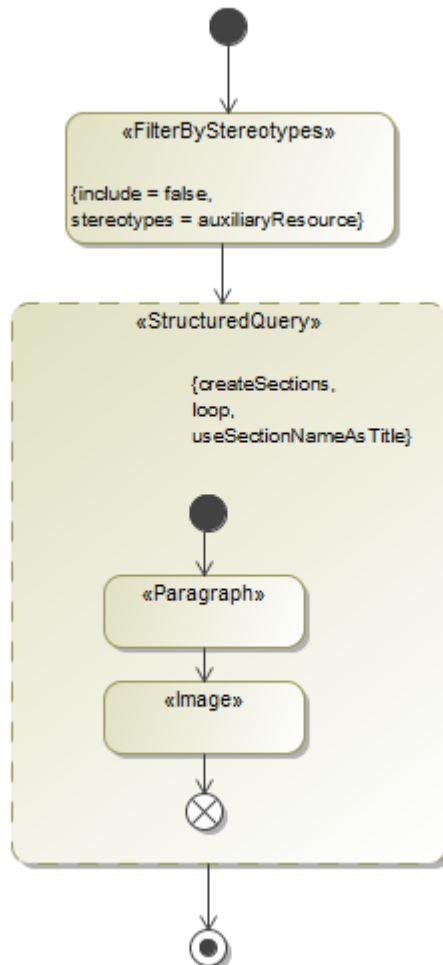 «FilterByStereotypes»
{include = false,
stereotypes = auxiliaryResource}
«StructuredQuery»
{createSections,
loop,
useSectionNameAsTitle}
«Paragraph»
«Image»